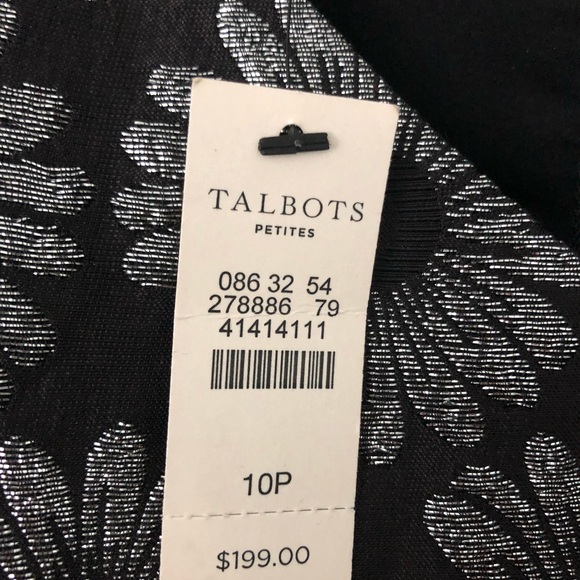 TALBOTS
PETITES
086 32 54
278886 79
41414111
10P
$199.00